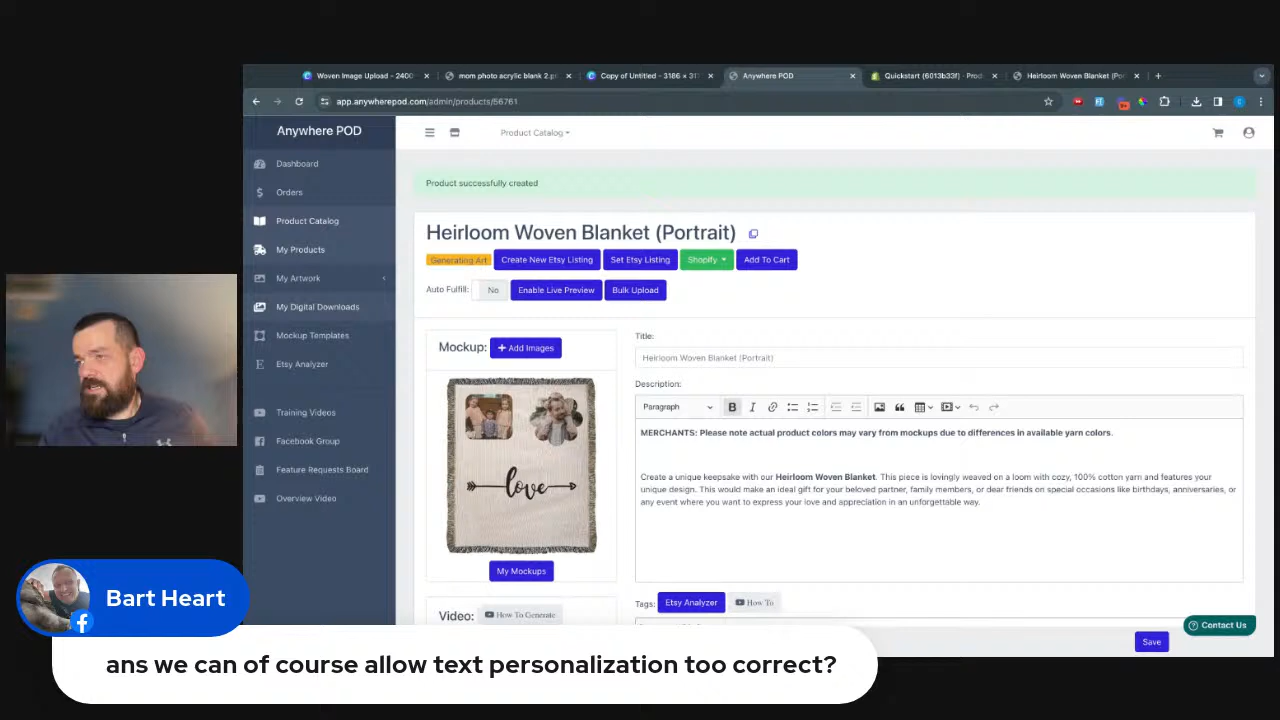 Woven Image Upload - 2400
mom photo acrylic blank 2.p
Copy of Untitled - 3186 × 31
Anywhere POD
Quickstart (6013b33f) · Prod
Heirloom Woven Blanket (Por
app.anywherepod.com/admin/products/56761
Anywhere POD
Product Catalog
Dashboard
Orders
Product Catalog
My Products
My Artwork
My Digital Downloads
Mockup Templates
Etsy Analyzer
Training Videos
Facebook Group
Feature Requests Board
Overview Video
Product successfully created
Heirloom Woven Blanket (Portrait)
Generating Art
Create New Etsy Listing
Set Etsy Listing
Shopify
Add To Cart
Auto Fulfill:
No
Enable Live Preview
Bulk Upload
Mockup:
+ Add Images
love
My Mockups
Video:
How To Generate
Title:
Heirloom Woven Blanket (Portrait)
Description:
Paragraph
B
I
MERCHANTS: Please note actual product colors may vary from mockups due to differences in available yarn colors.
Create a unique keepsake with our Heirloom Woven Blanket. This piece is lovingly weaved on a loom with cozy, 100% cotton yarn and features your
unique design. This would make an ideal gift for your beloved partner, family members, or dear friends on special occasions like birthdays, anniversaries, or
any event where you want to express your love and appreciation in an unforgettable way.
Tags:
Etsy Analyzer
How To
Contact Us
Save
Bart Heart
ans we can of course allow text personalization too correct?